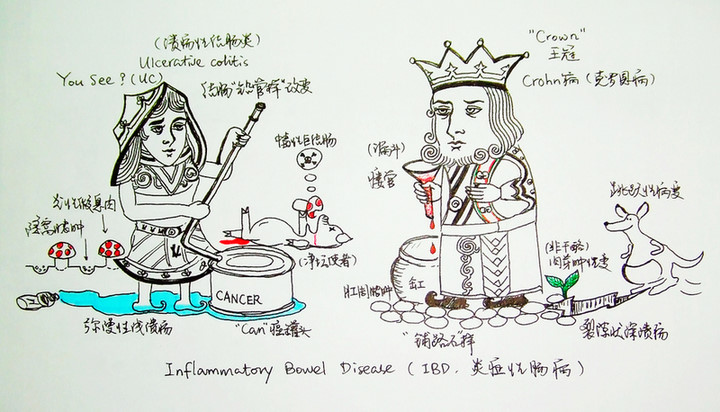 (溃疡性结肠炎)
Ulcerative colitis
You See? (UC)
结肠"铅管样"改变
巨结肠
炎性假息肉
隐窝脓肿
(净坛使者)
CANCER
弥漫性浅溃疡
"Can"癌罐头
"Crown"
王冠
Crohn病 (克罗恩病)
(漏斗)
瘘管
跳跃性病变
(非干酪)
肉芽肿性变
缸
肛周脓肿
"铺路石"样
裂隙状深溃疡
Inflammatory Bowel Disease (IBD. 炎症性肠病)